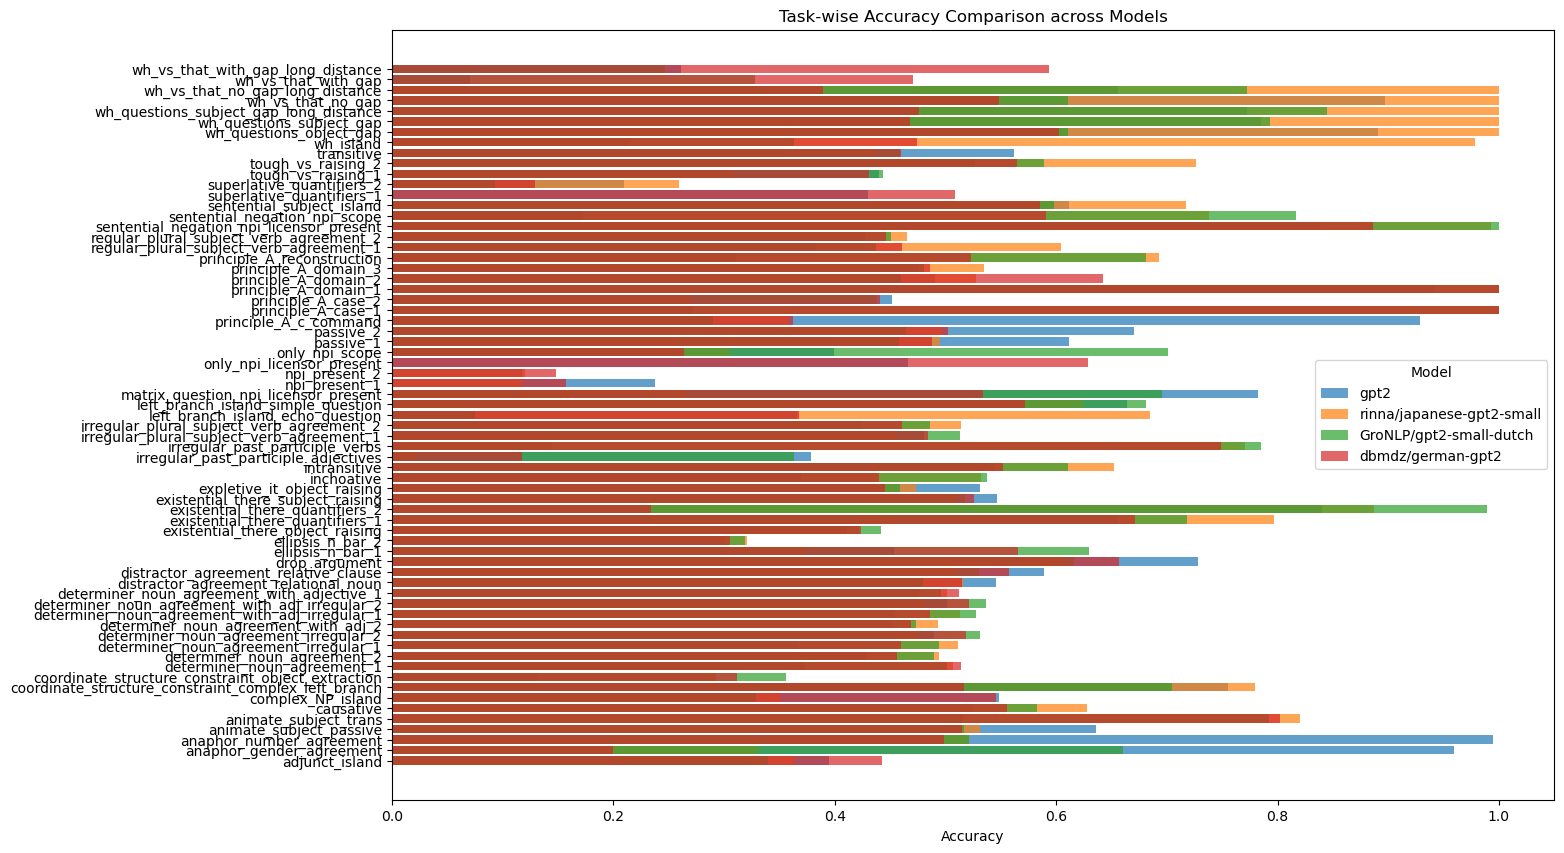 Task-wise Accuracy Comparison across Models
wh_vs_that_with_gap_long_distance
wh_vs_that_with_gap
wh_vs_that_no_gap_long_distance
wh_vs_that_no_gap
wh_questions_subject_gap_long_distance
wh_questions_subject_gap
wh_questions_object_gap
wh_island
transitive
tough_vs_raising_2
tough_vs_raising_1
superlative_quantifiers_2
superlative_quantifiers_1
sentential_subject_island
sentential_negation_npi_scope
sentential_negation_npi_licensor_present
regular_plural_subject_verb_agreement_2
regular_plural_subject_verb_agreement_1
principle_A_reconstruction
principle_A_domain_3
principle_A_domain_2
principle_A_domain_1
principle_A_case_2
principle_A_case_1
principle_A_c_command
passive_2
passive_1
only_npi_scope
only_npi_licensor_present
npi_present_2
npi_present_1
matrix_question_npi_licensor_present
left_branch_island_simple_question
left_branch_island_echo_question
irregular_plural_subject_verb_agreement_2
irregular_plural_subject_verb_agreement_1
irregular_past_participle_verbs
irregular_past_participle_adjectives
intransitive
inchoative
expletive_it_object_raising
existential_there_subject_raising
existential_there_quantifiers_2
existential_there_quantifiers_1
existential_there_object_raising
ellipsis_n_bar_2
ellipsis_n_bar_1
drop_argument
distractor_agreement_relative_clause
distractor_agreement_relational_noun
determiner_noun_agreement_with_adjective_1
determiner_noun_agreement_with_adj_irregular_2
determiner_noun_agreement_with_adj_irregular_1
determiner_noun_agreement_with_adj_2
determiner_noun_agreement_irregular_2
determiner_noun_agreement_irregular_1
determiner_noun_agreement_2
determiner_noun_agreement_1
coordinate_structure_constraint_object_extraction
coordinate_structure_constraint_complex_left_branch
complex_NP_island
causative
animate_subject_trans
animate_subject_passive
anaphor_number_agreement
anaphor_gender_agreement
adjunct_island
0.0 0.2 0.4 0.6 0.8 1.0
Accuracy
Model
gpt2
rinna/japanese-gpt2-small
GroNLP/gpt2-small-dutch
dbmdz/german-gpt2